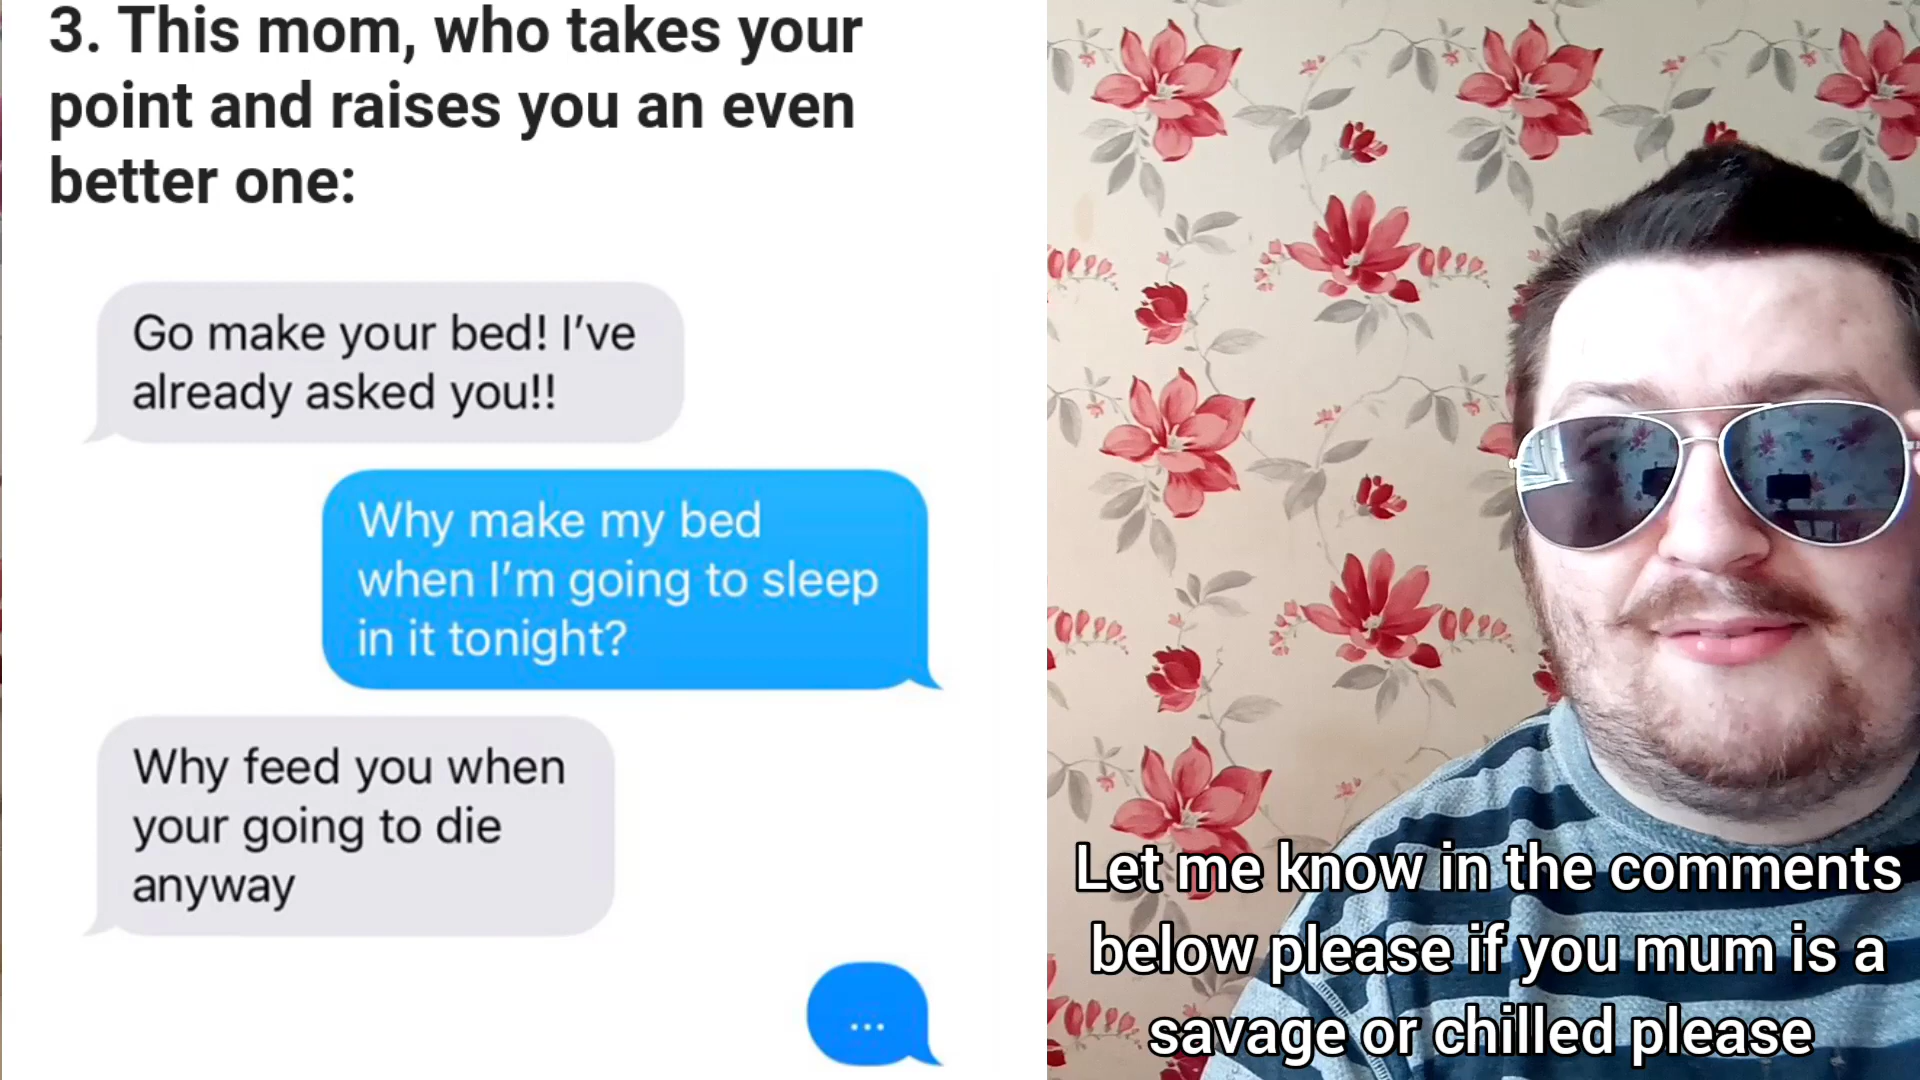 3. This mom, who takes your
point and raises you an even
better one:
Go make your bed! I've
already asked you!!
Why make my bed
when I'm going to sleep
in it tonight?
Why feed you when
your going to die
anyway
...
Let me know in the comments
below please if you mum is a
savage or chilled please